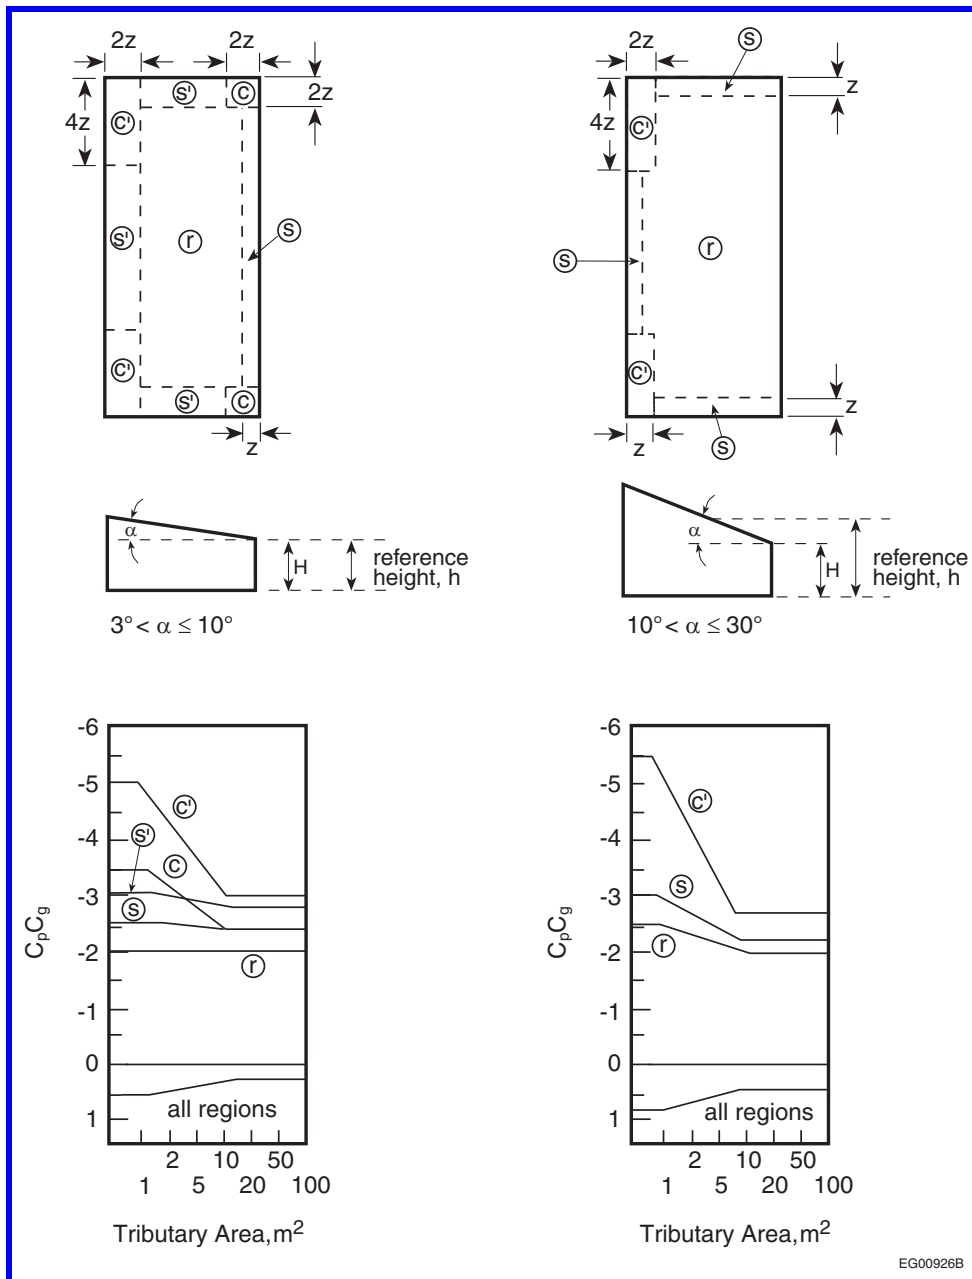 2z 2z
s' c 2z
4z c'
s' r s
c'
s' c
z
s
2z z
4z c'
s r
c'
z z
s
α H reference
height, h
3° < α ≤ 10°
α H reference
height, h
10° < α ≤ 30°
-6
-5
-4
-3
-2
-1
0
1
CpCg
c'
s'
c
s
r
all regions
2 10 50
1 5 20 100
Tributary Area, m²
-6
-5
-4
-3
-2
-1
0
1
CpCg
c'
s
r
all regions
2 10 50
1 5 20 100
Tributary Area, m²
EG00926B